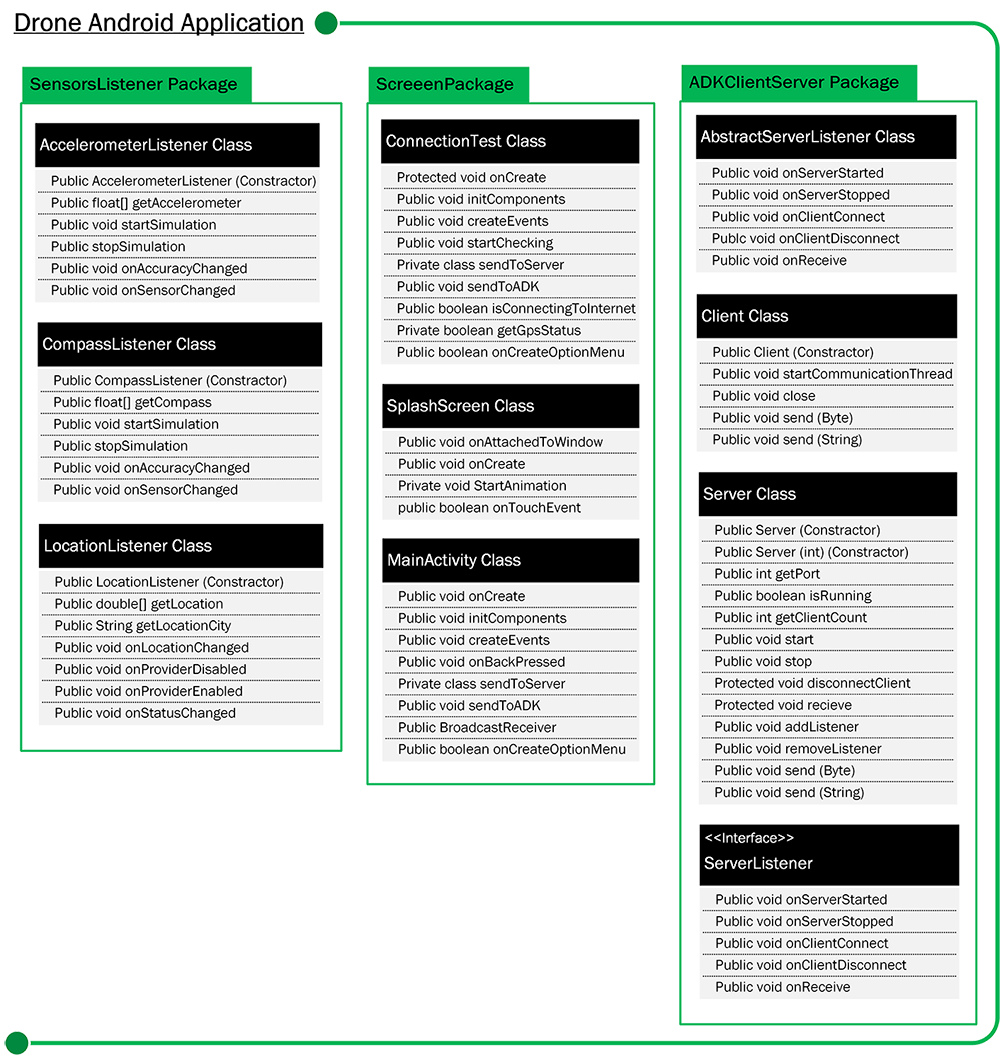 Drone Android Application
SensorsListener Package
AccelerometerListener Class
Public AccelerometerListener (Constractor)
Public float[] getAccelerometer
Public void startSimulation
Public stopSimulation
Public void onAccuracyChanged
Public void onSensorChanged
CompassListener Class
Public CompassListener (Constractor)
Public float[] getCompass
Public void startSimulation
Public stopSimulation
Public void onAccuracyChanged
Public void onSensorChanged
LocationListener Class
Public LocationListener (Constractor)
Public double[] getLocation
Public String getLocationCity
Public void onLocationChanged
Public void onProviderDisabled
Public void onProviderEnabled
Public void onStatusChanged
ScreeenPackage
ConnectionTest Class
Protected void onCreate
Public void initComponents
Public void createEvents
Public void startChecking
Private class sendToServer
Public void sendToADK
Public boolean isConnectingToInternet
Private boolean getGpsStatus
Public boolean onCreateOptionMenu
SplashScreen Class
Public void onAttachedToWindow
Public void onCreate
Private void StartAnimation
public boolean onTouchEvent
MainActivity Class
Public void onCreate
Public void initComponents
Public void createEvents
Public void onBackPressed
Private class sendToServer
Public void sendToADK
Public BroadcastReceiver
Public boolean onCreateOptionMenu
ADKClientServer Package
AbstractServerListener Class
Public void onServerStarted
Public void onServerStopped
Public void onClientConnect
Publc void onClientDisconnect
Public void onReceive
Client Class
Public Client (Constractor)
Public void startCommunicationThread
Public void close
Public void send (Byte)
Public void send (String)
Server Class
Public Server (Constractor)
Public Server (int) (Constractor)
Public int getPort
Public boolean isRunning
Public int getClientCount
Public void start
Public void stop
Protected void disconnectClient
Protected void recieve
Public void addListener
Public void removeListener
Public void send (Byte)
Public void send (String)
<<Interface>>
ServerListener
Public void onServerStarted
Public void onServerStopped
Public void onClientConnect
Public void onClientDisconnect
Public void onReceive